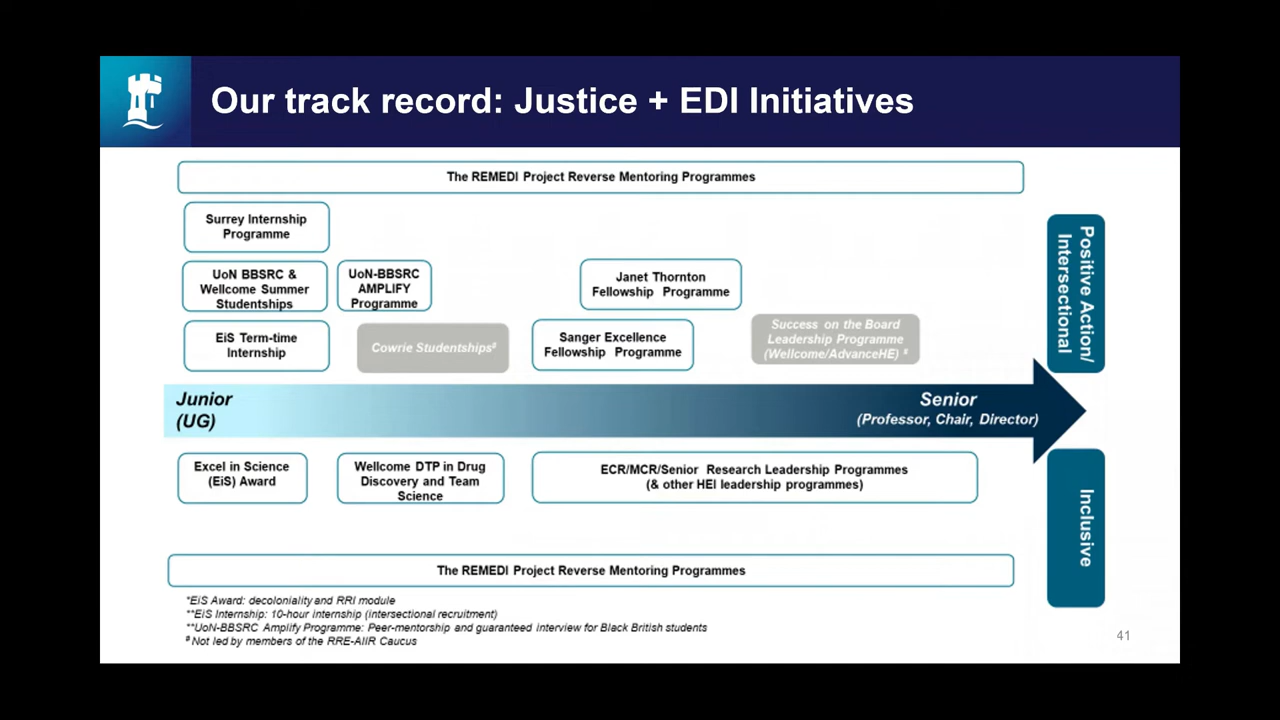 Our track record: Justice + EDI Initiatives
The REMEDI Project Reverse Mentoring Programmes
Surrey Internship
Programme
UoN BBSRC &
Wellcome Summer
Studentships
UoN-BBSRC
AMPLIFY
Programme
Janet Thornton
Fellowship Programme
EiS Term-time
Internship
Cowrie Studentships#
Sanger Excellence
Fellowship Programme
Success on the Board
Leadership Programme
(Wellcome/AdvanceHE) #
Positive Action/
Intersectional
Junior
(UG)
Senior
(Professor, Chair, Director)
Excel in Science
(EiS) Award
Wellcome DTP in Drug
Discovery and Team
Science
ECR/MCR/Senior Research Leadership Programmes
(& other HEI leadership programmes)
Inclusive
The REMEDI Project Reverse Mentoring Programmes
*EiS Award: decoloniality and RRI module
**EiS Internship: 10-hour internship (intersectional recruitment)
**UoN-BBSRC Amplify Programme: Peer-mentorship and guaranteed interview for Black British students
# Not led by members of the RRE-AIIR Caucus
41